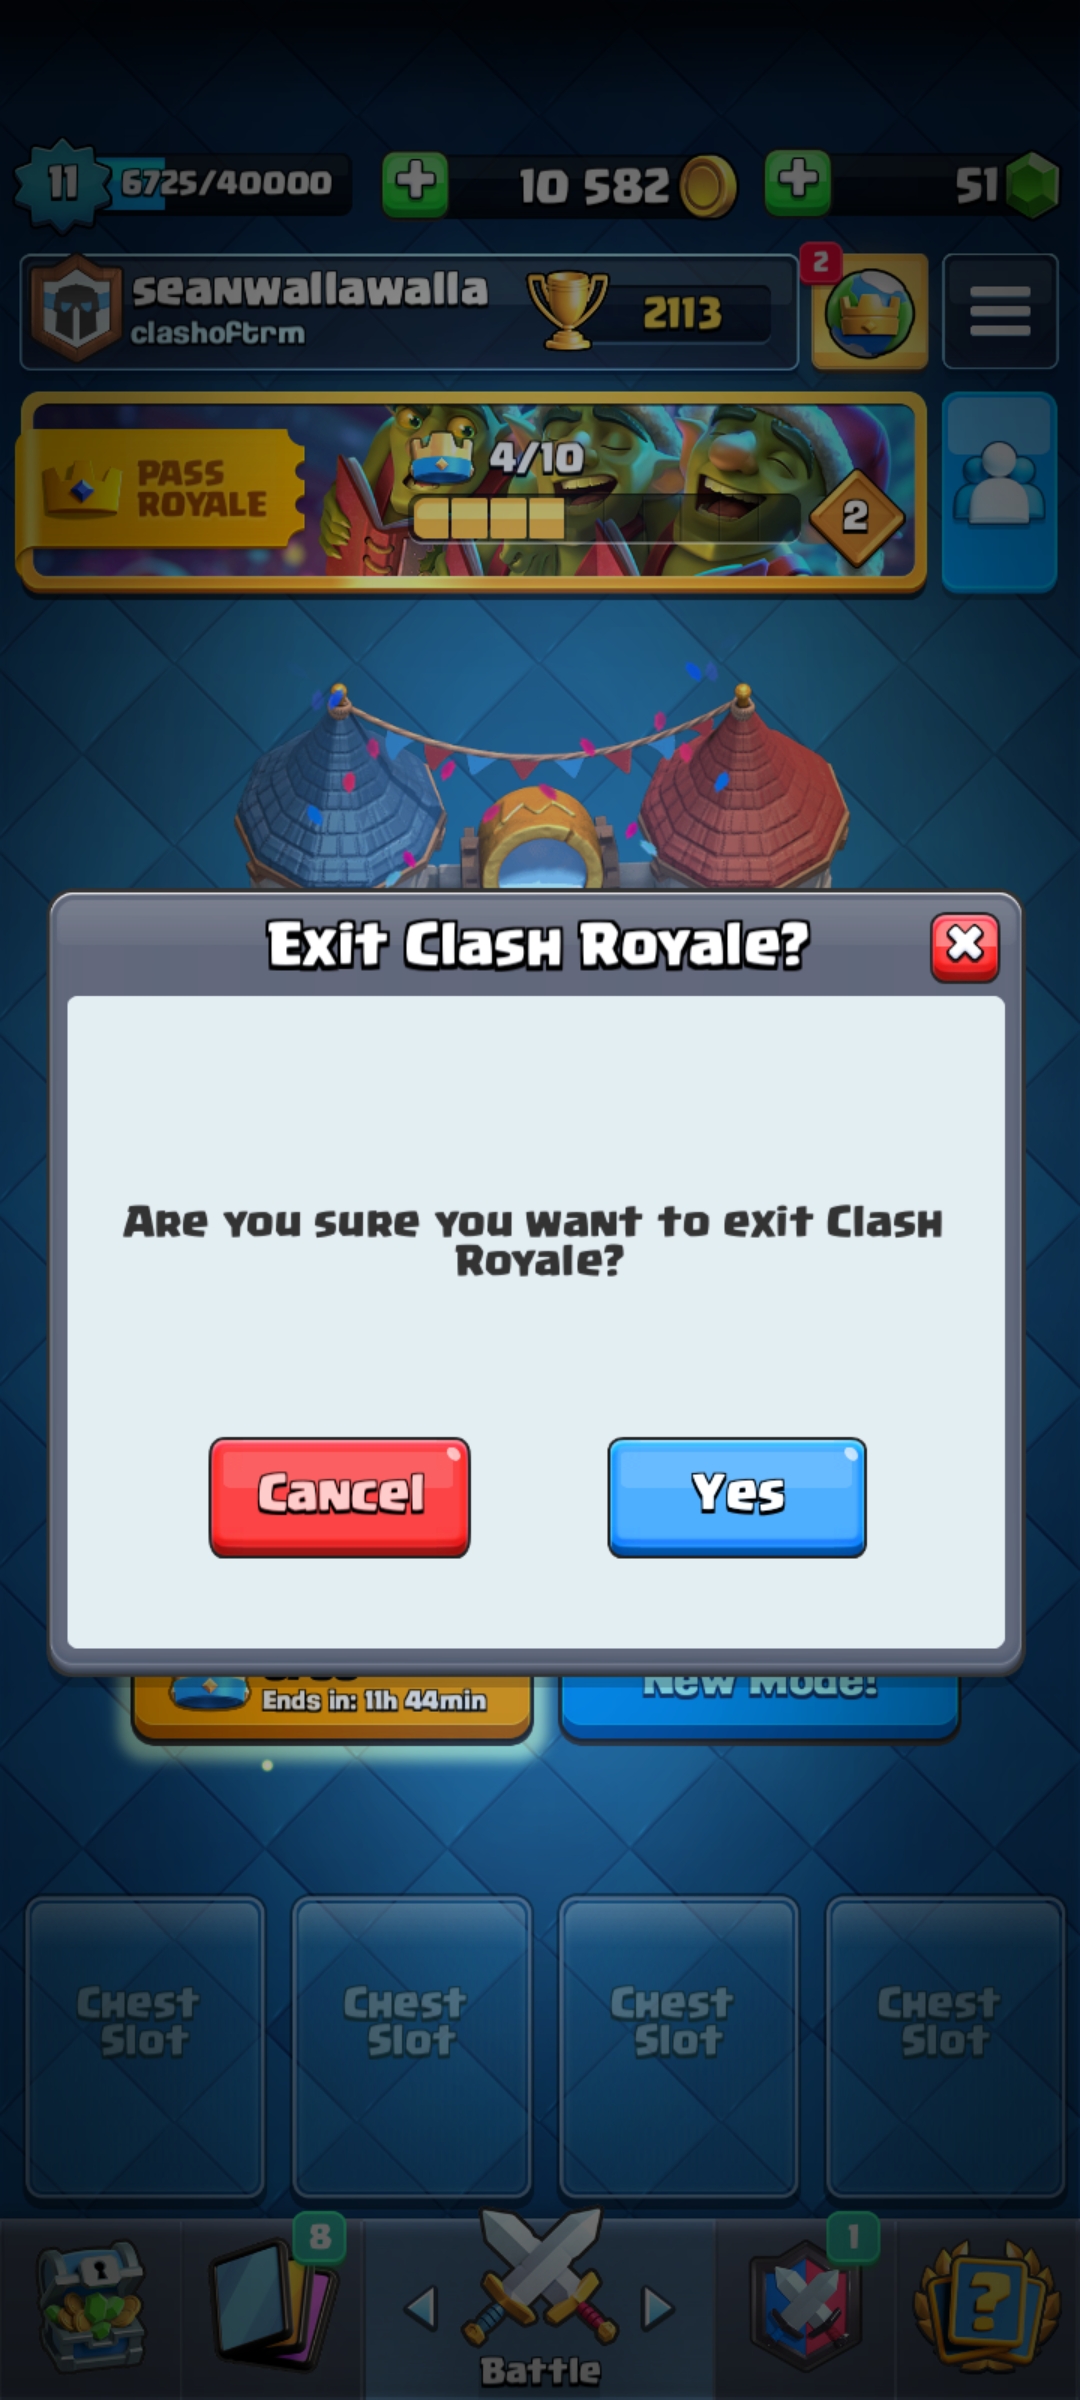 11
6725/40000
10 582
51
seanwallawalla
clashoftrm
2113
2
PASS
ROYALE
4/10
2
Exit Clash Royale?
Are you sure you want to exit Clash
Royale?
Cancel
Yes
Ends in: 11h 44min
New Mode!
Chest
Slot
Chest
Slot
Chest
Slot
Chest
Slot
8
1
?
Battle